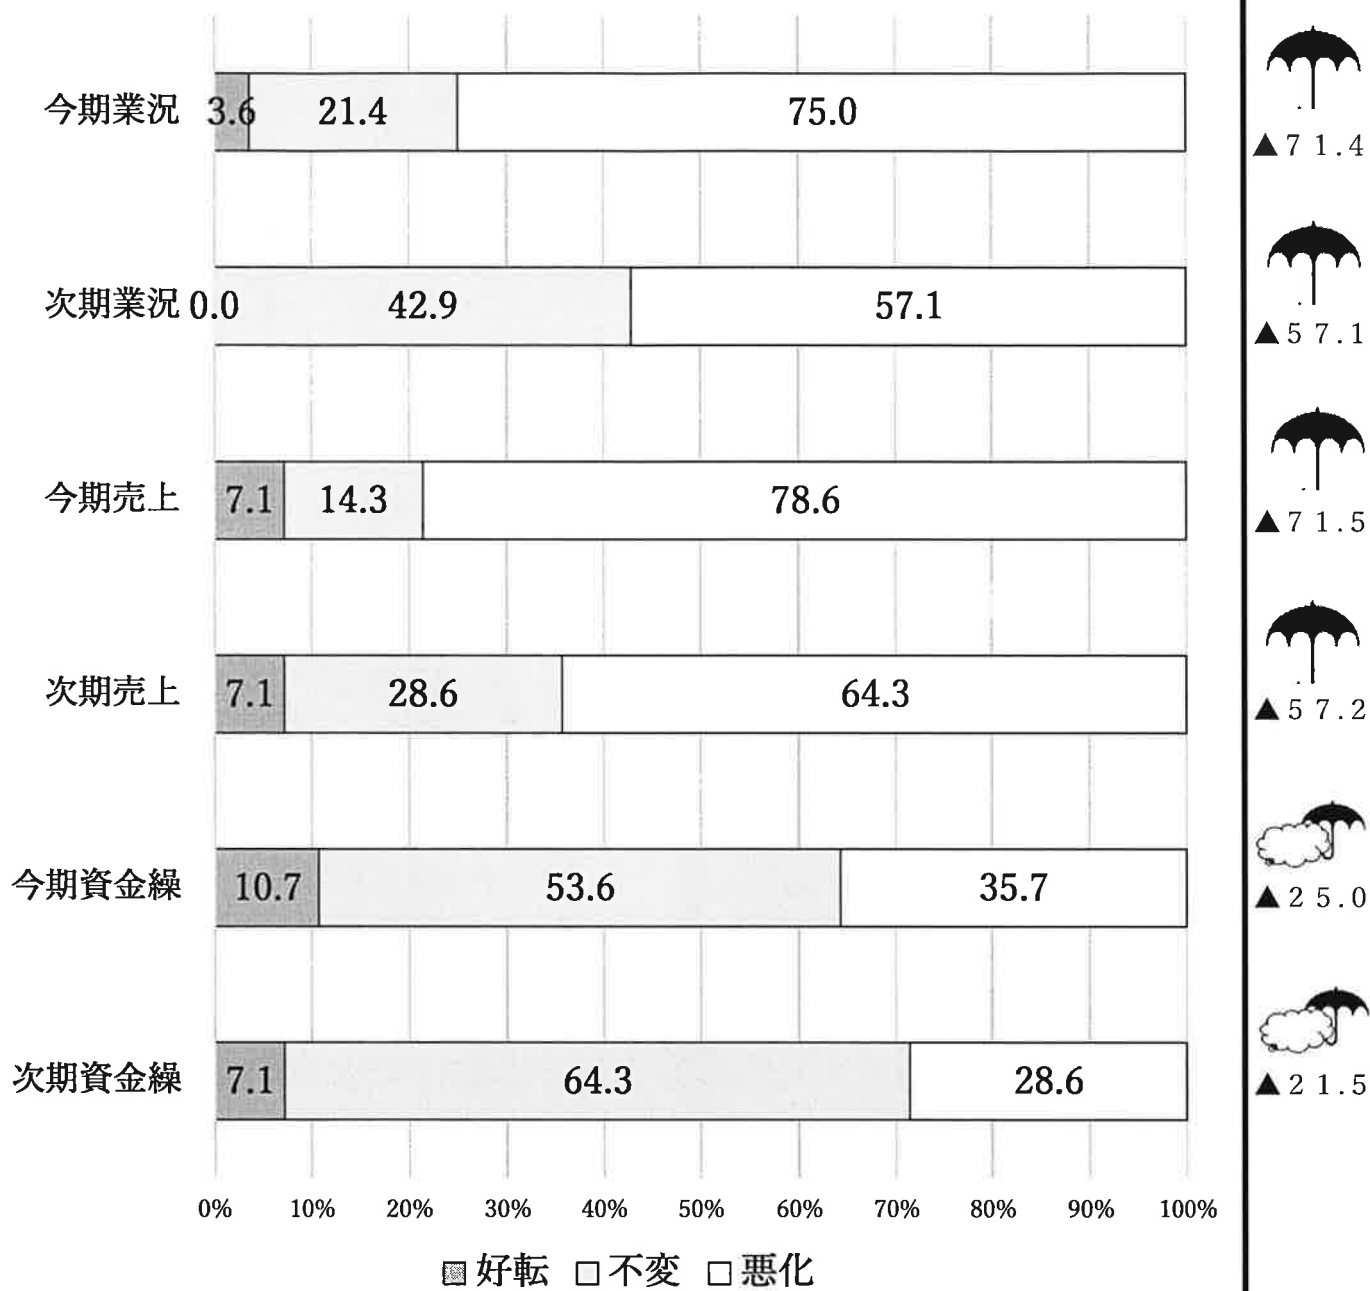 今期業況 3.6 21.4 75.0 ▲71.4
次期業況 0.0 42.9 57.1 ▲57.1
今期売上 7.1 14.3 78.6 ▲71.5
次期売上 7.1 28.6 64.3 ▲57.2
今期資金繰 10.7 53.6 35.7 ▲25.0
次期資金繰 7.1 64.3 28.6 ▲21.5
0% 10% 20% 30% 40% 50% 60% 70% 80% 90% 100%
好転 不変 悪化